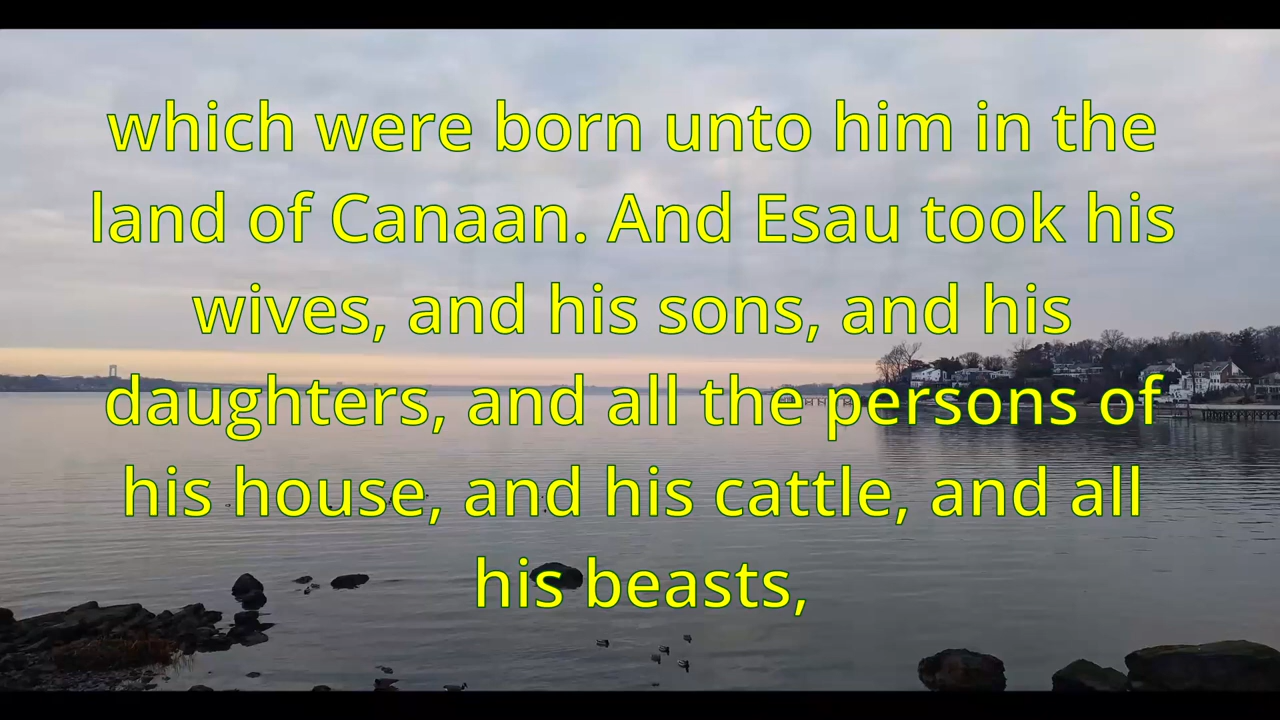 which were born unto him in the
land of Canaan. And Esau took his
wives, and his sons, and his
daughters, and all the persons of
his house, and his cattle, and all
his beasts,